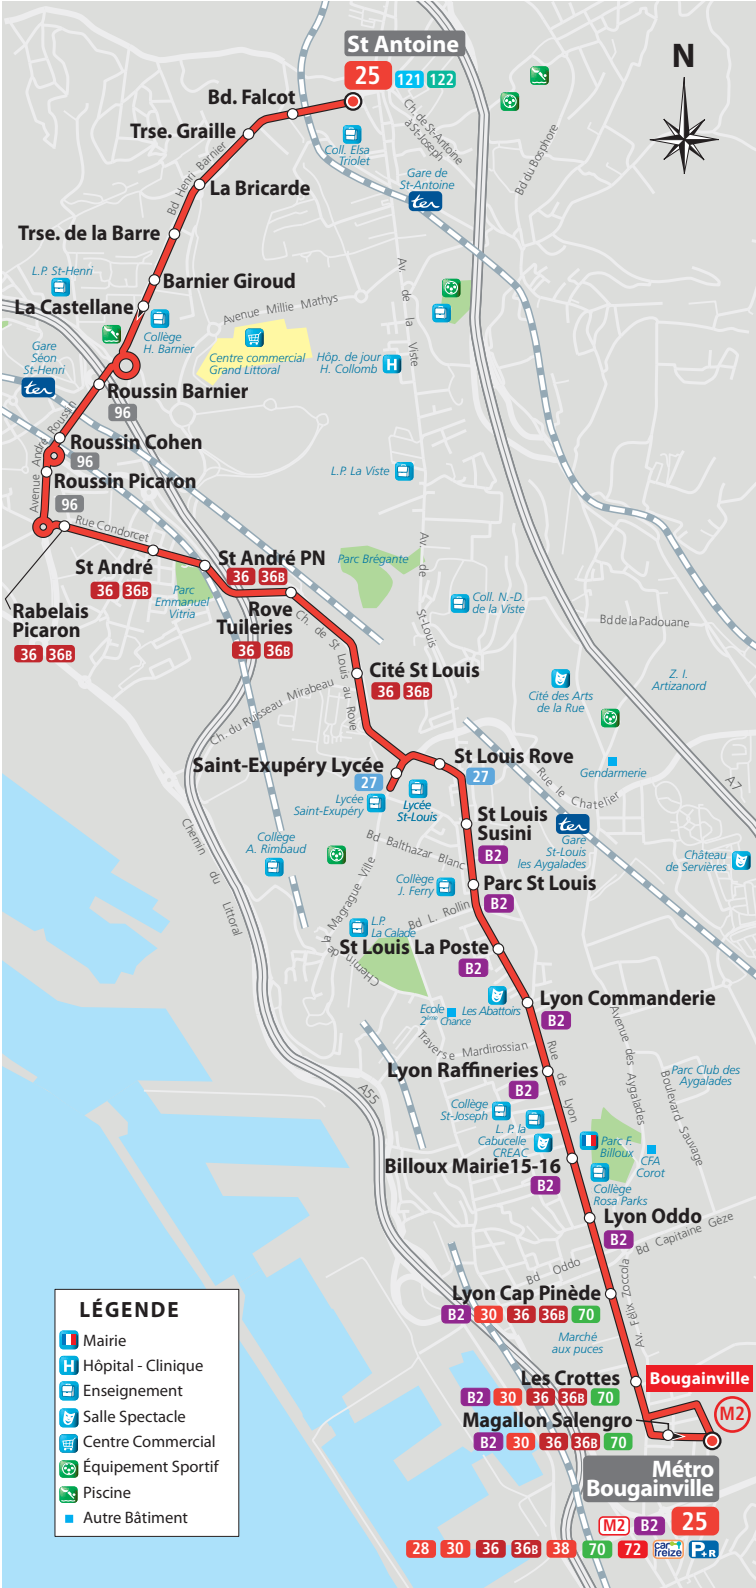 St Antoine
25 121 122
N
Bd. Falcot
Trse. Graille
Coll. Elsa
Triolet
Ch. de St-Antoine
à St-Joseph
Bd du Bosphore
Gare de
St-Antoine
ter
Bd Henri Barnier
La Bricarde
Trse. de la Barre
L.P. St-Henri
Barnier Giroud
La Castellane
Collège
H. Barnier
Avenue Millie Mathys
Av. de la Viste
Centre commercial
Grand Littoral
Hôp. de jour
H. Collomb
H
Gare
Séon
St-Henri
ter
Roussin Barnier
96
Avenue André Roussin
Roussin Cohen
96
Roussin Picaron
96
L.P. La Viste
Rue Condorcet
St André
36 36B
St André PN
36 36B
Parc Brégante
Av. de St-Louis
Parc
Emmanuel
Vitria
Rabelais
Picaron
36 36B
Rove
Tuileries
36 36B
Coll. N.-D.
de la Viste
Bd de la Padouane
Ch. de St Louis au Rove
Cité St Louis
36 36B
Z. I.
Artizanord
Cité des Arts
de la Rue
Ch. du Ruisseau Mirabeau
Saint-Exupéry Lycée
27
St Louis Rove
27
Gendarmerie
Rue le Chatelier
A7
Lycée
Saint-Exupéry
Lycée
St-Louis
St Louis
Susini
B2
ter
Gare
St-Louis
les Aygalades
Chemin du Littoral
Collège
A. Rimbaud
Bd Balthazar Blanc
Château
de Servières
Collège
J. Ferry
Parc St Louis
B2
Bd L. Rollin
L.P.
La Calade
CHemin de la Magrague Ville
St Louis La Poste
B2
Lyon Commanderie
B2
Ecole
2ème Chance
Les Abattoirs
Traverse Mardirossian
Rue de Lyon
Avenue des Aygalades
Boulevard Sauvage
Lyon Raffineries
B2
Parc Club des
Aygalades
A55
Collège
St-Joseph
L. P. la
Cabucelle
CREAC
Parc F.
Billoux
CFA
Corot
Billoux Mairie15-16
B2
Collège
Rosa Parks
Lyon Oddo
B2
Bd Capitaine Gèze
Bd Oddo
Av. Félix Zoccola
Lyon Cap Pinède
B2 30 36 36B 70
Marché
aux puces
Les Crottes
B2 30 36 36B 70
Bougainville
M2
Magallon Salengro
B2 30 36 36B 70
Métro
Bougainville
M2 B2 25
28 30 36 36B 38 70 72 car treize P+R
LÉGENDE
Mairie
H Hôpital - Clinique
Enseignement
Salle Spectacle
Centre Commercial
Équipement Sportif
Piscine
Autre Bâtiment